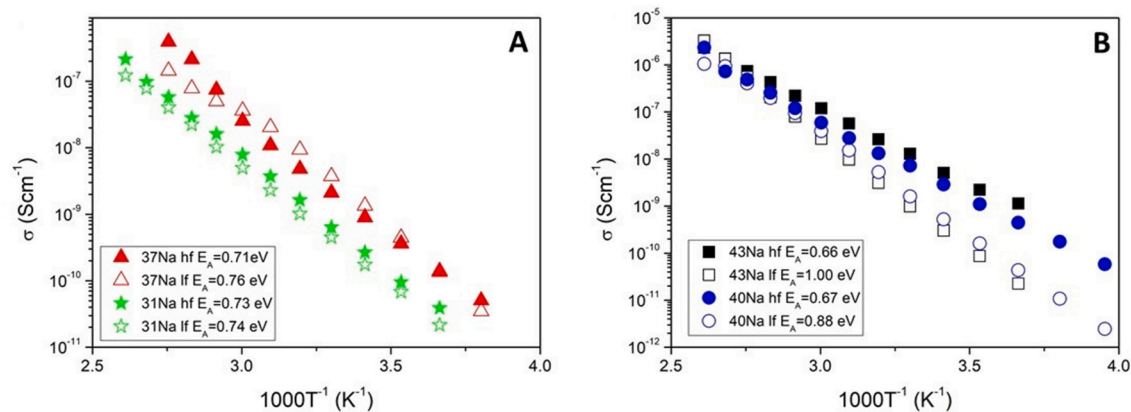 A
10⁻⁷
10⁻⁸
10⁻⁹
10⁻¹⁰
10⁻¹¹
σ (Scm⁻¹)
37Na hf E_A=0.71eV
37Na lf E_A=0.76 eV
31Na hf E_A=0.73 eV
31Na lf E_A=0.74 eV
2.5 3.0 3.5 4.0
1000T⁻¹ (K⁻¹)
B
10⁻⁵
10⁻⁶
10⁻⁷
10⁻⁸
10⁻⁹
10⁻¹⁰
10⁻¹¹
10⁻¹²
σ (Scm⁻¹)
43Na hf E_A=0.66 eV
43Na lf E_A=1.00 eV
40Na hf E_A=0.67 eV
40Na lf E_A=0.88 eV
2.5 3.0 3.5 4.0
1000T⁻¹ (K⁻¹)